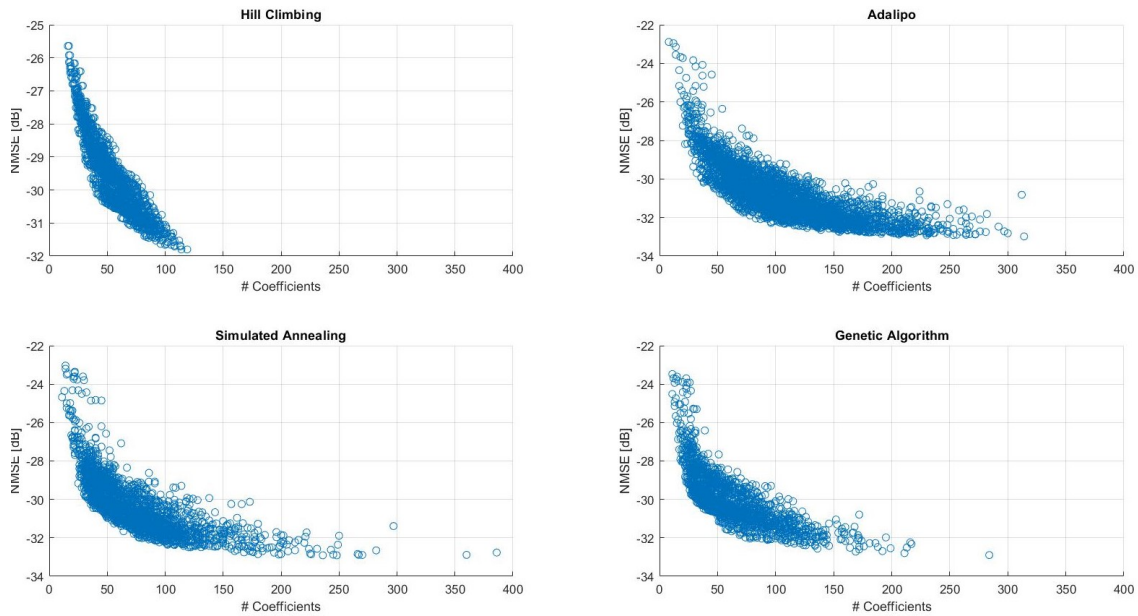 Hill Climbing
-25
-26
-27
-28
-29
-30
-31
-32
NMSE [dB]
0 50 100 150 200 250 300 350 400
# Coefficients
Adalipo
-22
-24
-26
-28
-30
-32
-34
NMSE [dB]
0 50 100 150 200 250 300 350 400
# Coefficients
Simulated Annealing
-22
-24
-26
-28
-30
-32
-34
NMSE [dB]
0 50 100 150 200 250 300 350 400
# Coefficients
Genetic Algorithm
-22
-24
-26
-28
-30
-32
-34
NMSE [dB]
0 50 100 150 200 250 300 350 400
# Coefficients